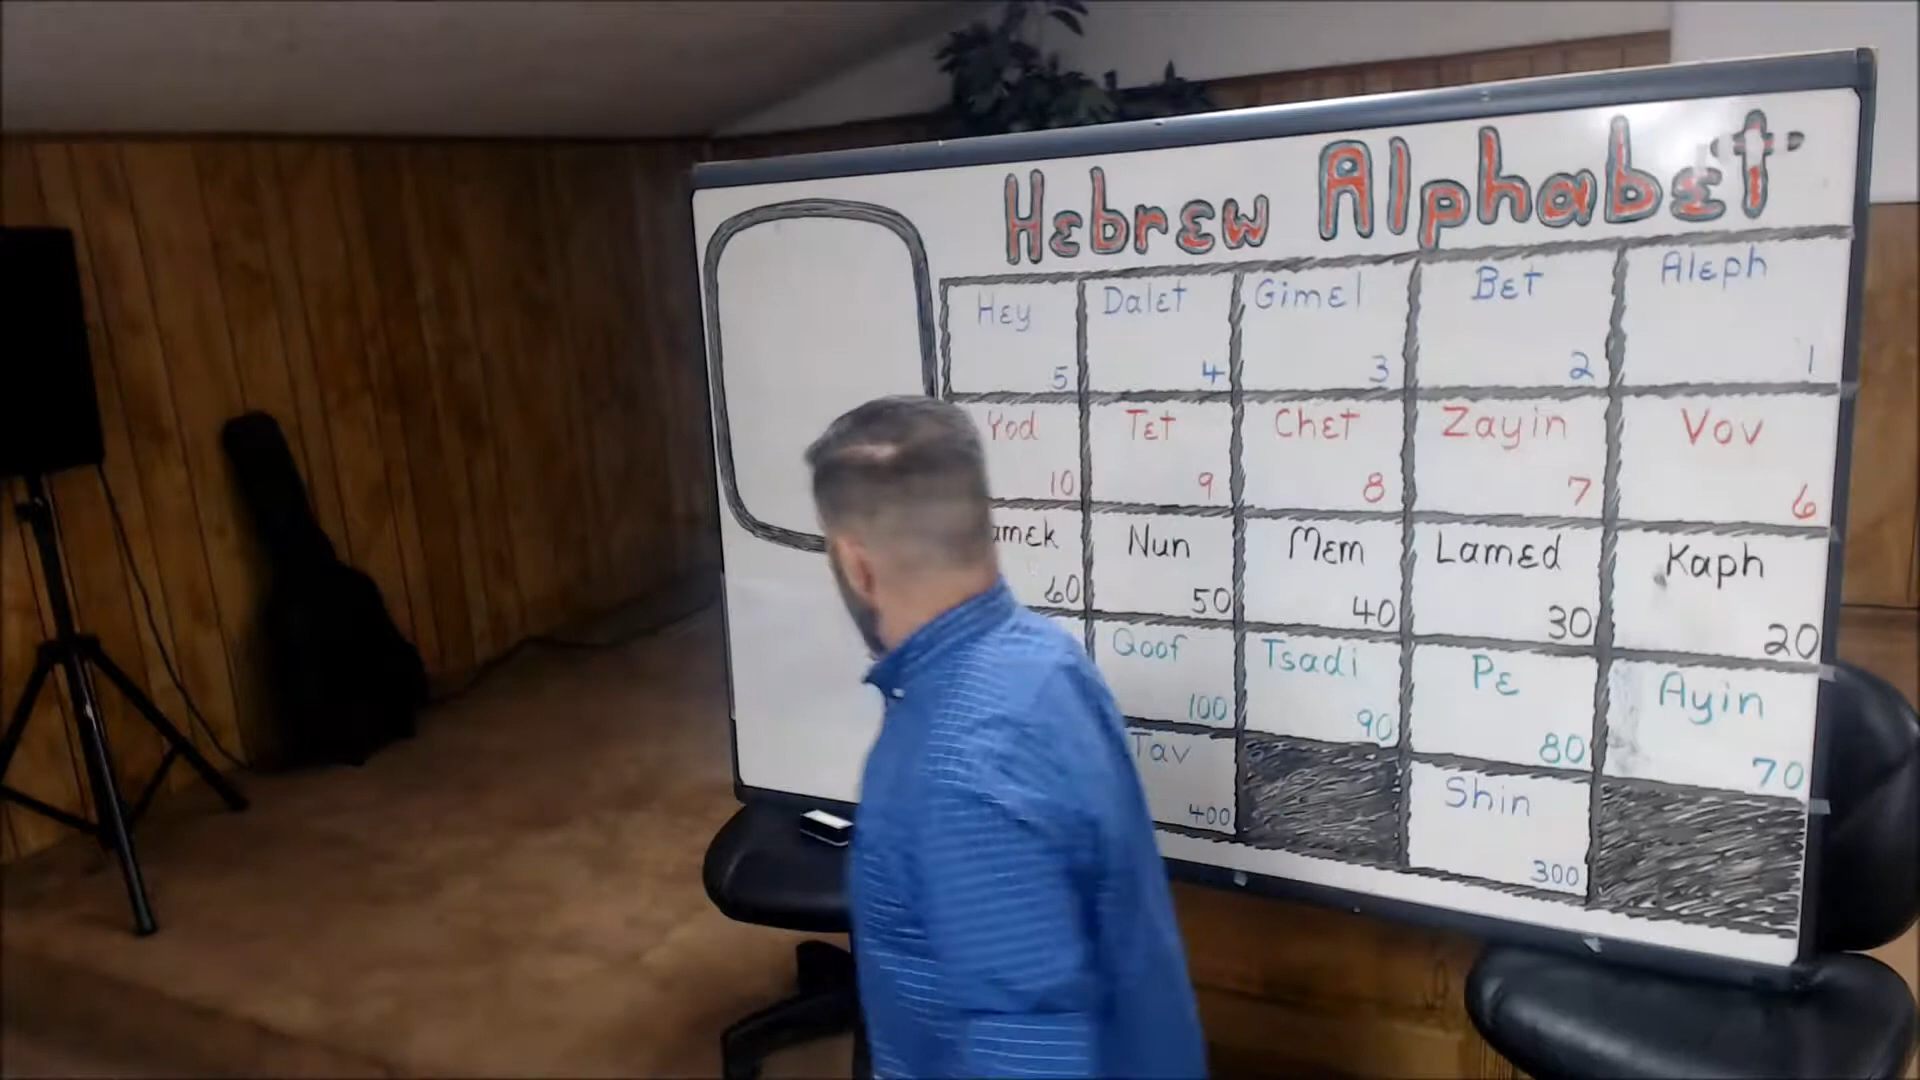 Hebrew Alphabet
Hey Dalet Gimel Bet Aleph
5 4 3 2 1
Yod Tet Chet Zayin Vov
10 9 8 7 6
Nun Mem Lamed Kaph
60 50 40 30 20
Qoof Tsadi Pe Ayin
100 90 80 70
Tav Shin
400 300